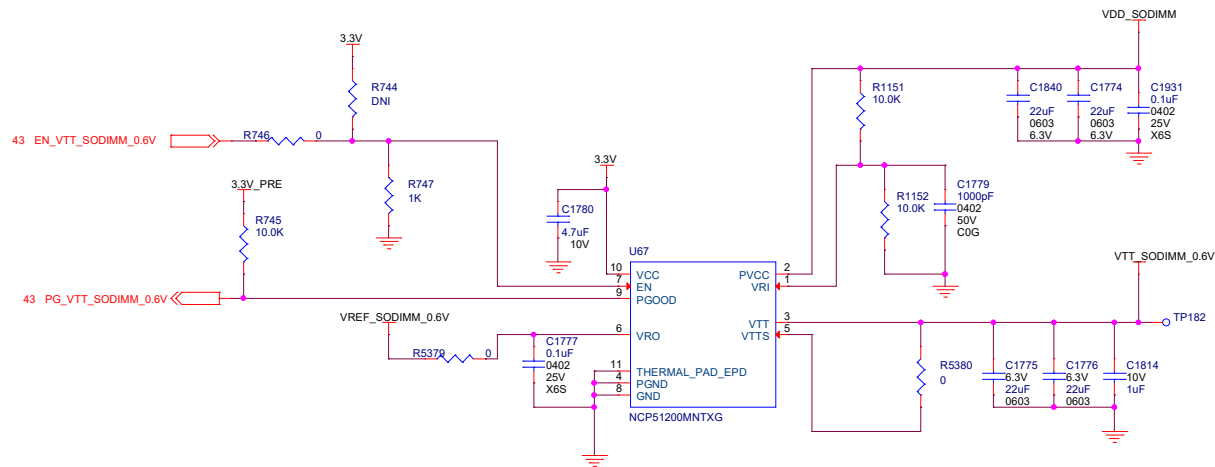 VDD_SODIMM
3.3V
R744
DNI
R1151
10.0K
C1840
22uF
0603
6.3V
C1774
22uF
0603
6.3V
C1931
0.1uF
0402
25V
X6S
43 EN_VTT_SODIMM_0.6V
R746
0
3.3V_PRE
R747
1K
3.3V
R1152
10.0K
C1779
1000pF
0402
50V
C0G
R745
10.0K
C1780
4.7uF
10V
U67
VTT_SODIMM_0.6V
10
VCC
PVCC
2
7
EN
VRI
1
43 PG_VTT_SODIMM_0.6V
9
PGOOD
VREF_SODIMM_0.6V
VTT
3
TP182
6
VRO
VTTS
5
R5379
0
C1777
0.1uF
0402
25V
X6S
R5380
0
C1775
6.3V
22uF
0603
C1776
6.3V
22uF
0603
C1814
10V
1uF
11
THERMAL_PAD_EPD
4
PGND
8
GND
NCP51200MNTXG